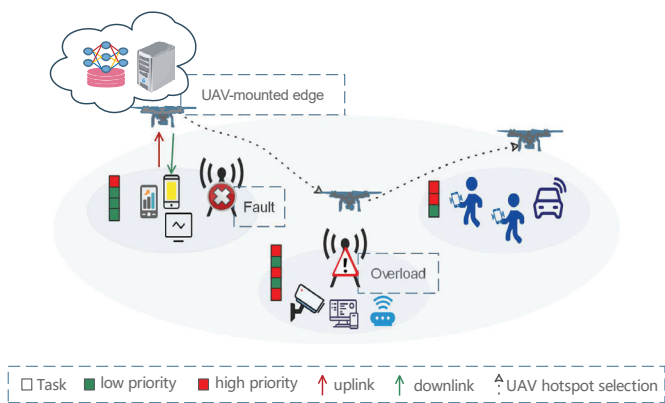 UAV-mounted edge
Fault
Overload
Task
low priority
high priority
uplink
downlink
UAV hotspot selection